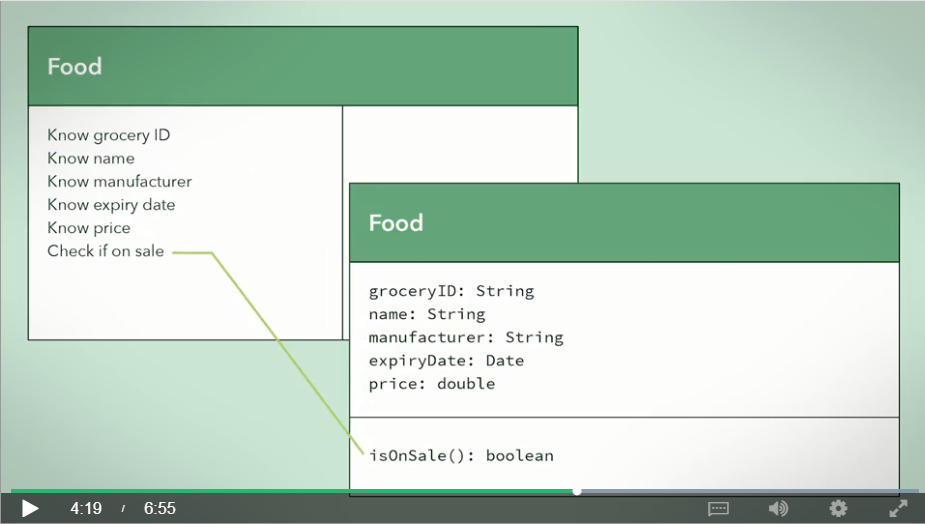 Food
Know grocery ID
Know name
Know manufacturer
Know expiry date
Know price
Check if on sale
Food
groceryID: String
name: String
manufacturer: String
expiryDate: Date
price: double
isOnSale(): boolean
4:19 / 6:55